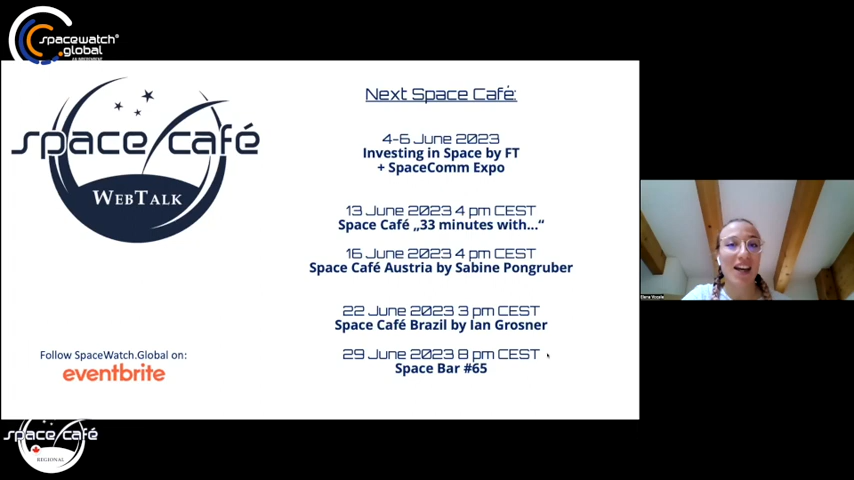 spacewatch®
.global
AN INDEPENDENT
space café
WEBTALK
Next Space Café:
4-6 June 2023
Investing in Space by FT
+ SpaceComm Expo
13 June 2023 4 pm CEST
Space Café „33 minutes with...“
16 June 2023 4 pm CEST
Space Café Austria by Sabine Pongruber
22 June 2023 3 pm CEST
Space Café Brazil by Ian Grosner
29 June 2023 8 pm CEST
Space Bar #65
Follow SpaceWatch.Global on:
eventbrite
space café
REGIONAL